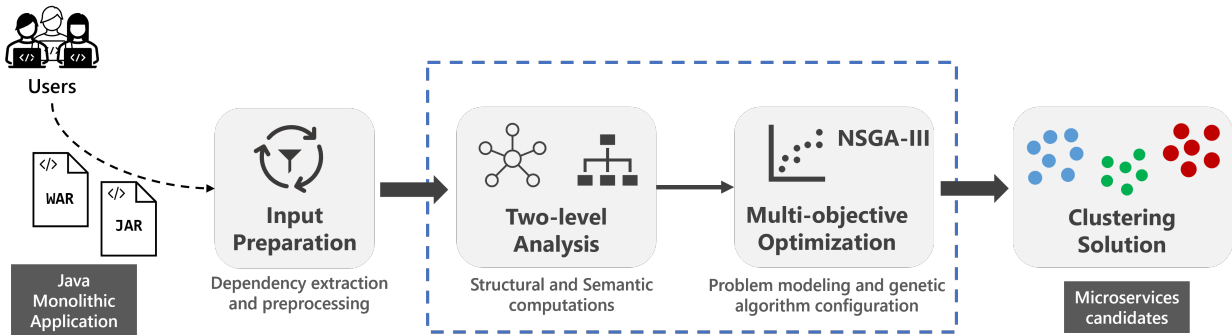 Users
</>
WAR
</>
JAR
Java
Monolithic
Application
Input
Preparation
Dependency extraction
and preprocessing
Two-level
Analysis
Structural and Semantic
computations
NSGA-III
Multi-objective
Optimization
Problem modeling and genetic
algorithm configuration
Clustering
Solution
Microservices
candidates